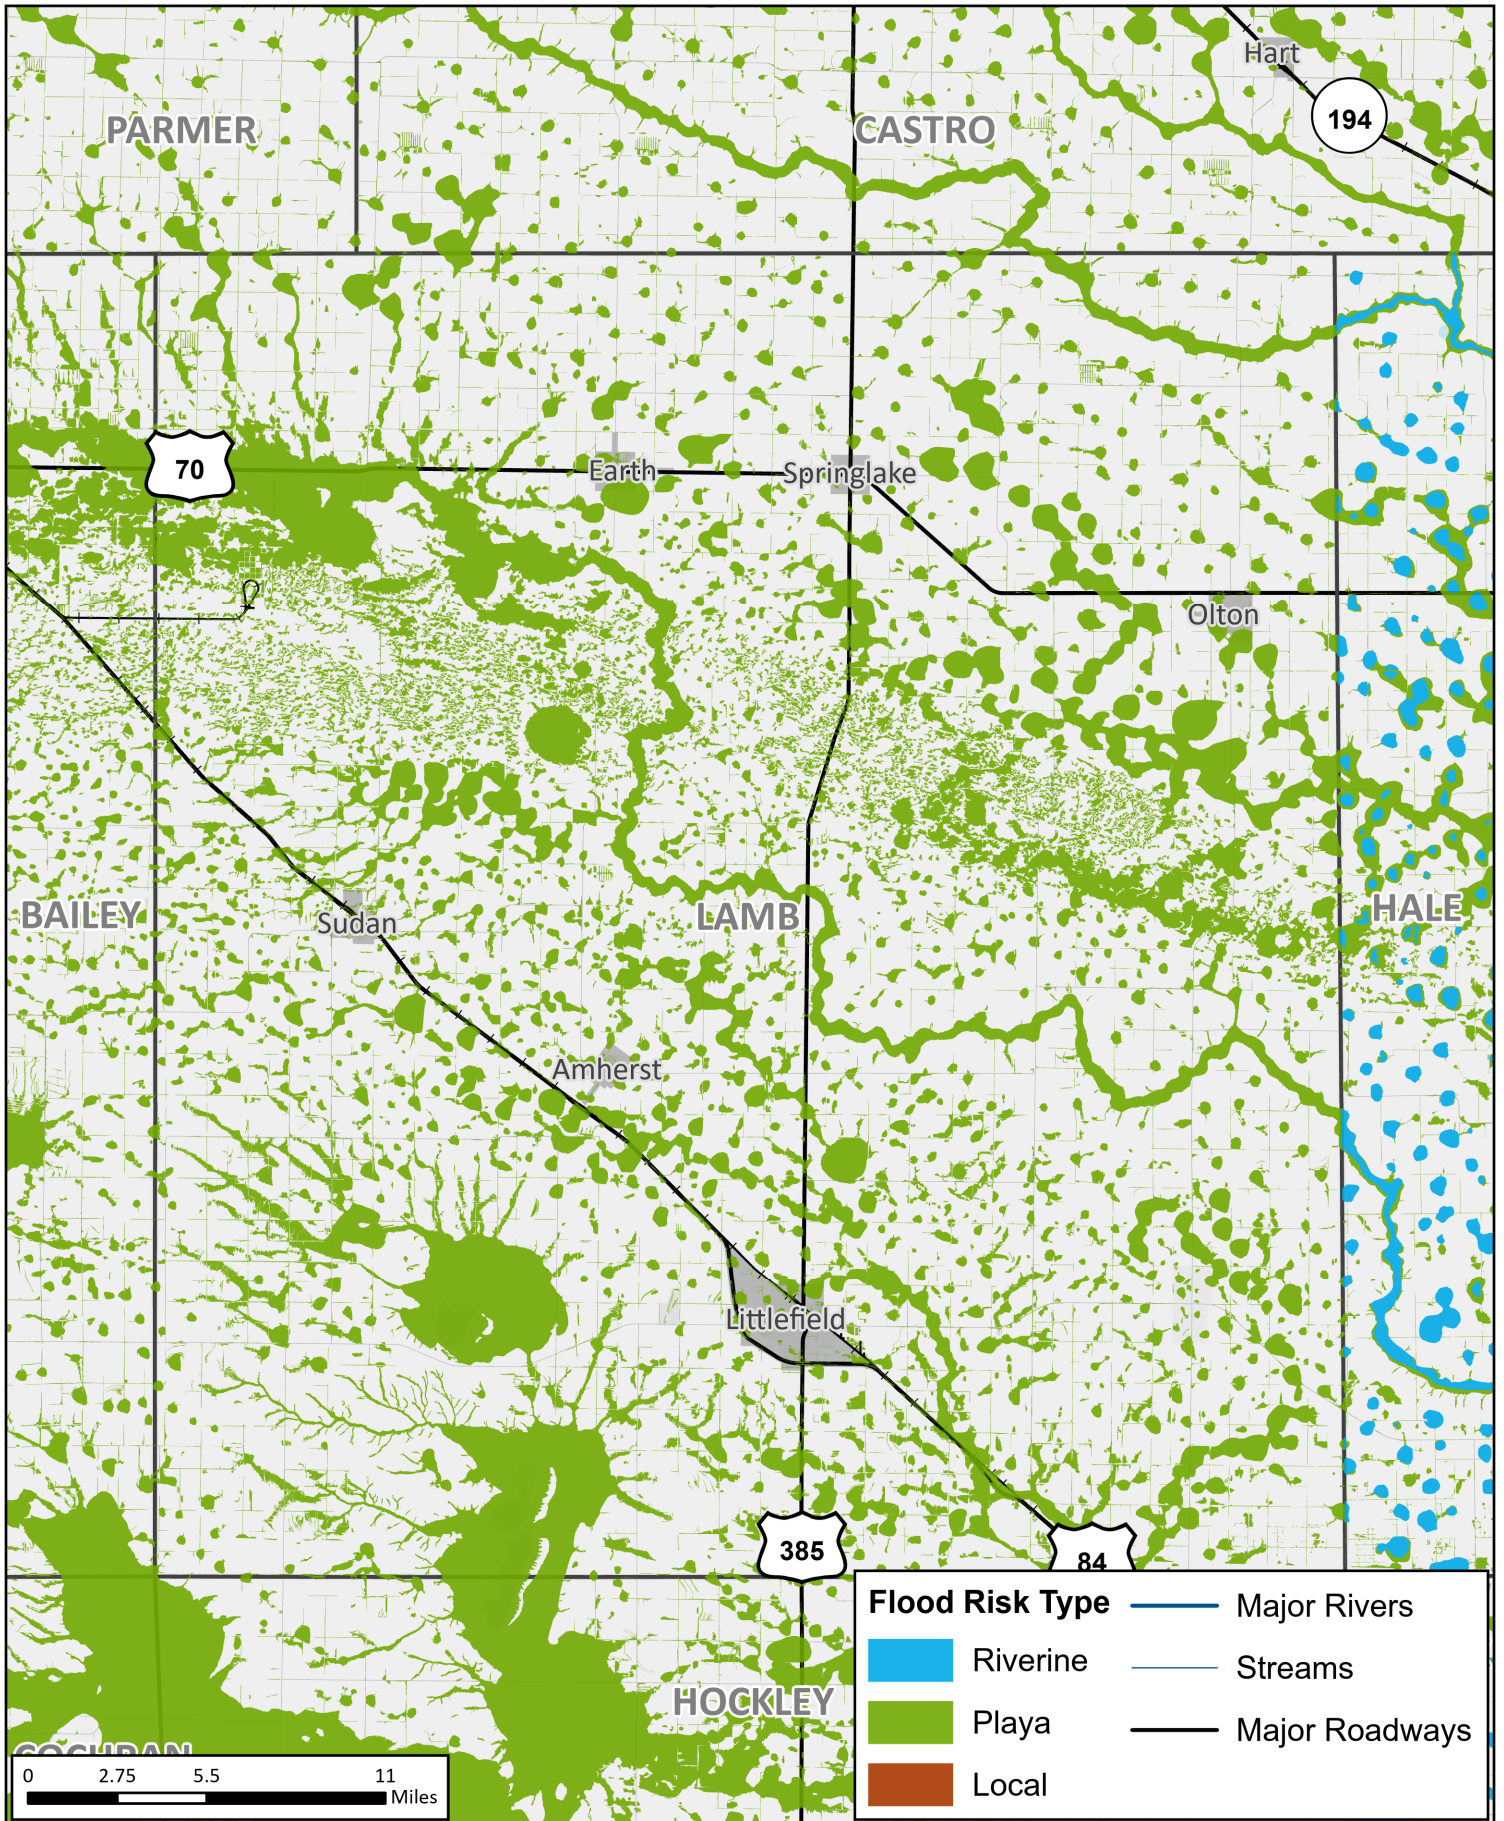 Hart
194
PARMER
CASTRO
70
Earth
Springlake
Olton
BAILEY
Sudan
LAMB
HALE
Amherst
Littlefield
385
84
HOCKLEY
COCHRAN
0 2.75 5.5 11
Miles
Flood Risk Type
Riverine
Playa
Local
Major Rivers
Streams
Major Roadways